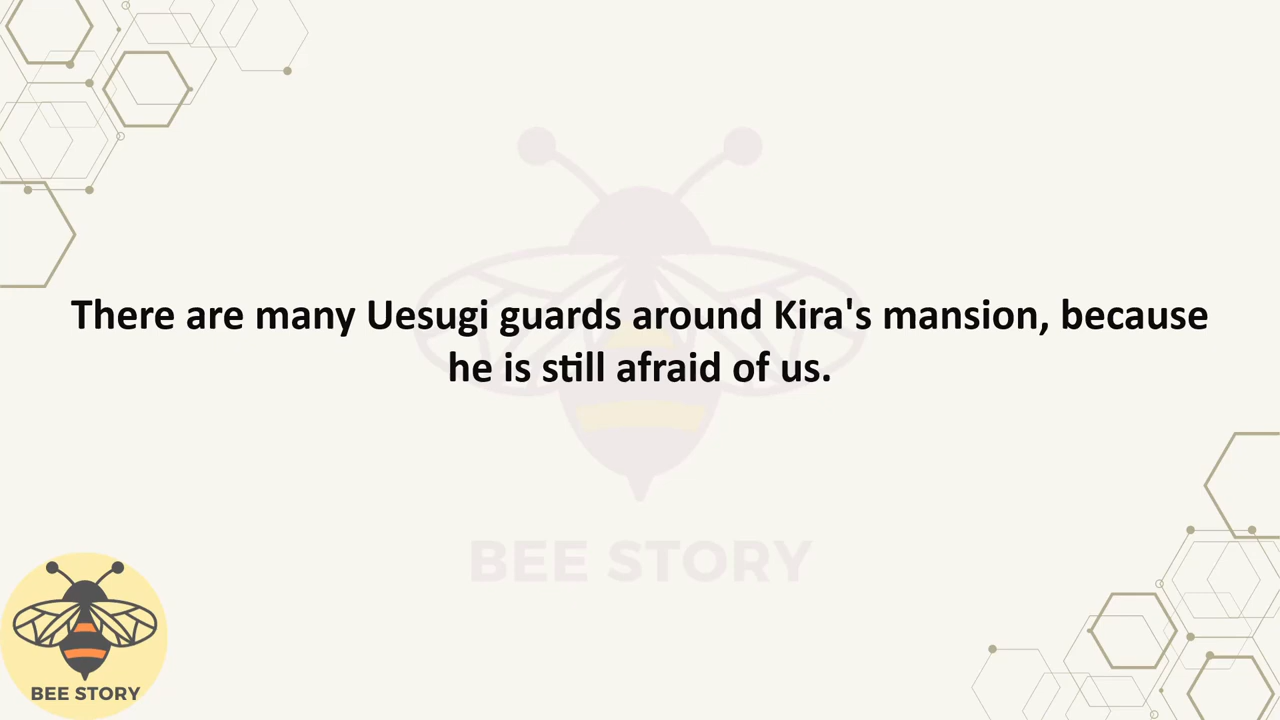 There are many Uesugi guards around Kira's mansion, because
he is still afraid of us.
BEE STORY
BEE STORY